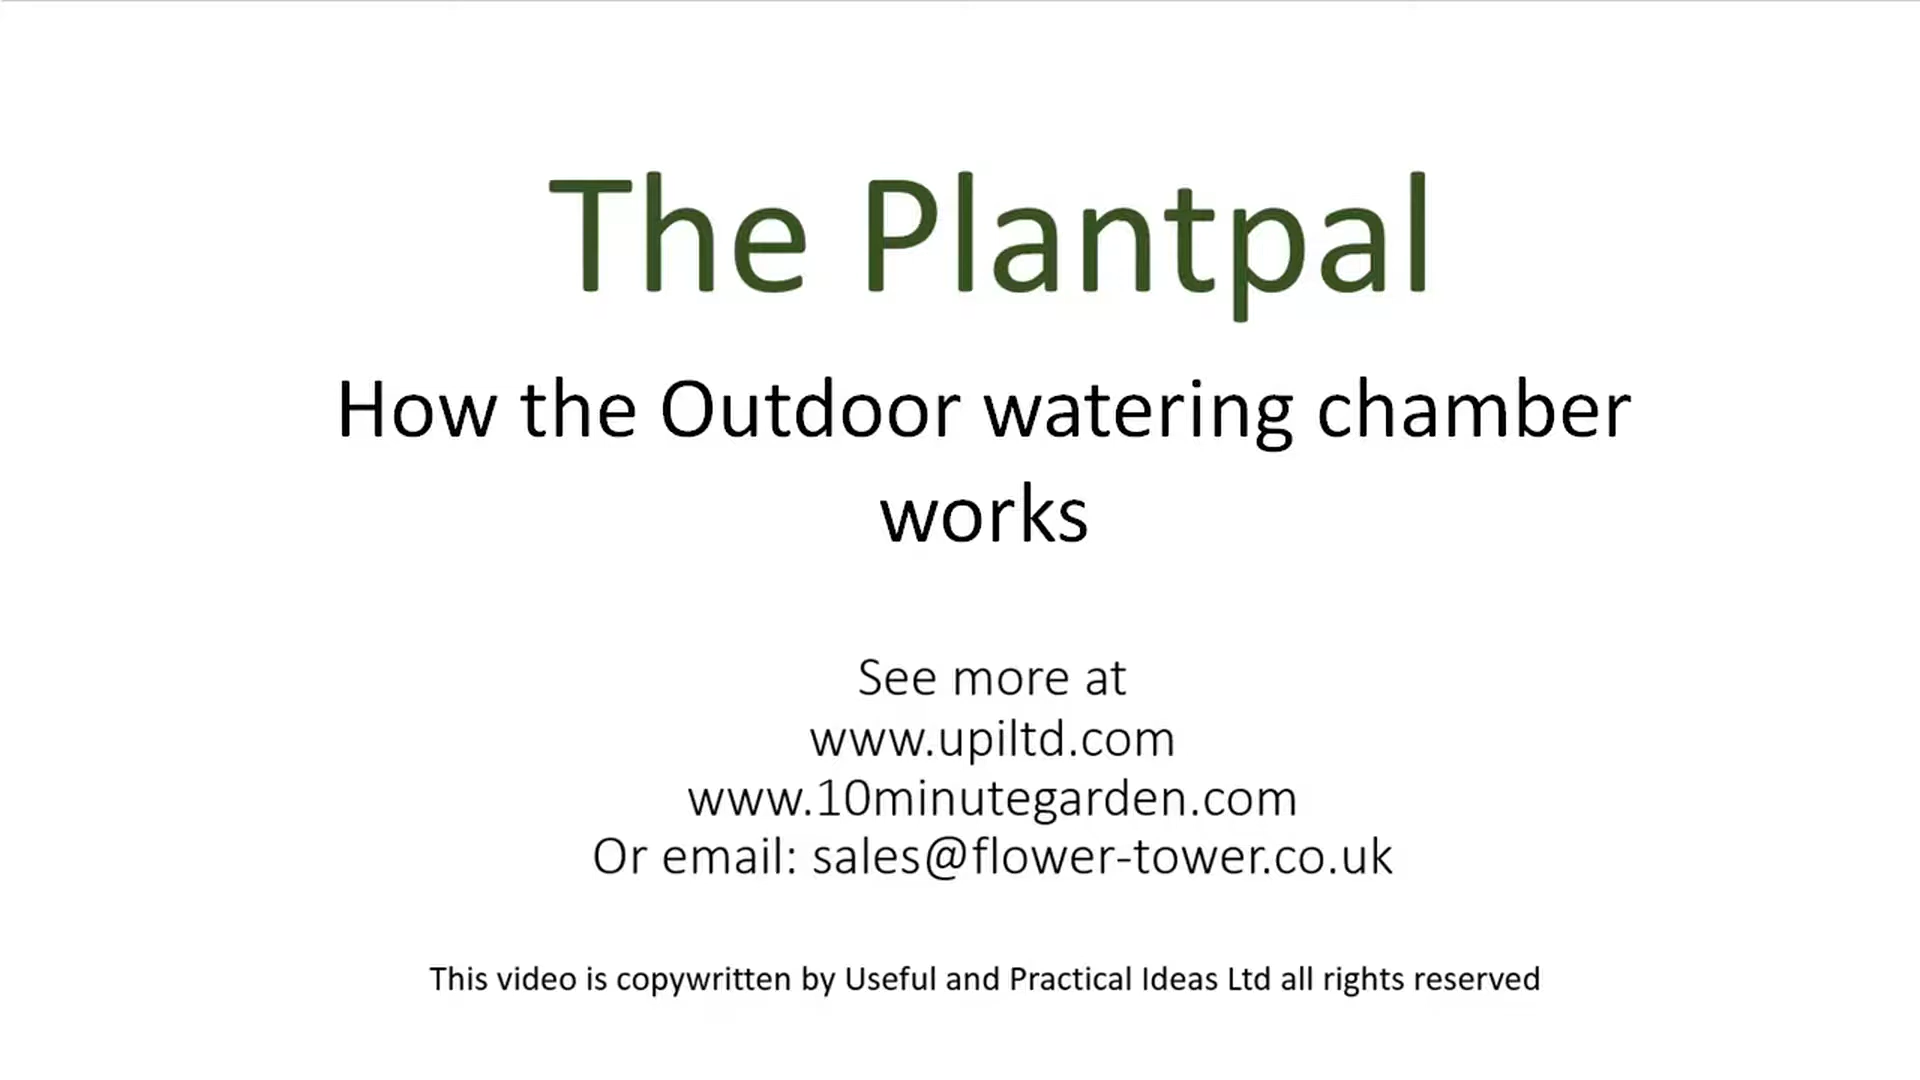 The Plantpal
How the Outdoor watering chamber
works
See more at
www.upiltd.com
www.10minutegarden.com
Or email: sales@flower-tower.co.uk
This video is copywritten by Useful and Practical Ideas Ltd all rights reserved